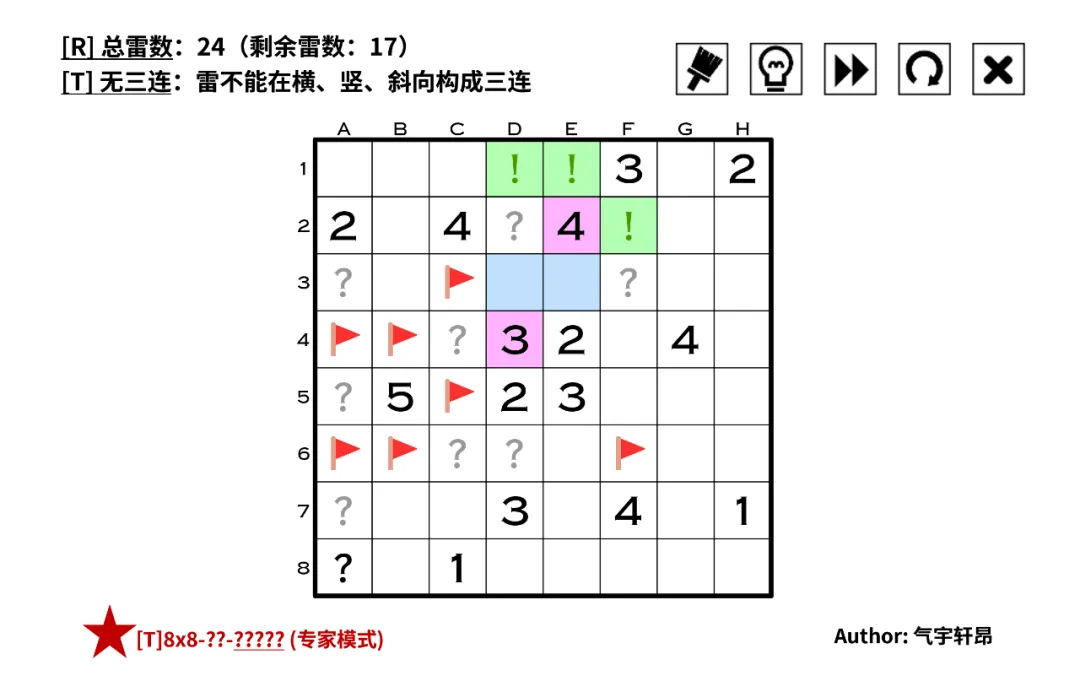 [R] 总雷数：24（剩余雷数：17）
[T] 无三连：雷不能在横、竖、斜向构成三连
A B C D E F G H
1 ! ! 3 2
2 2 4 ? 4 !
3 ? ?
4 ? 3 2 4
5 ? 5 2 3
6 ? ?
7 ? 3 4 1
8 ? 1
[T]8x8-??-????? (专家模式)
Author: 气宇轩昂